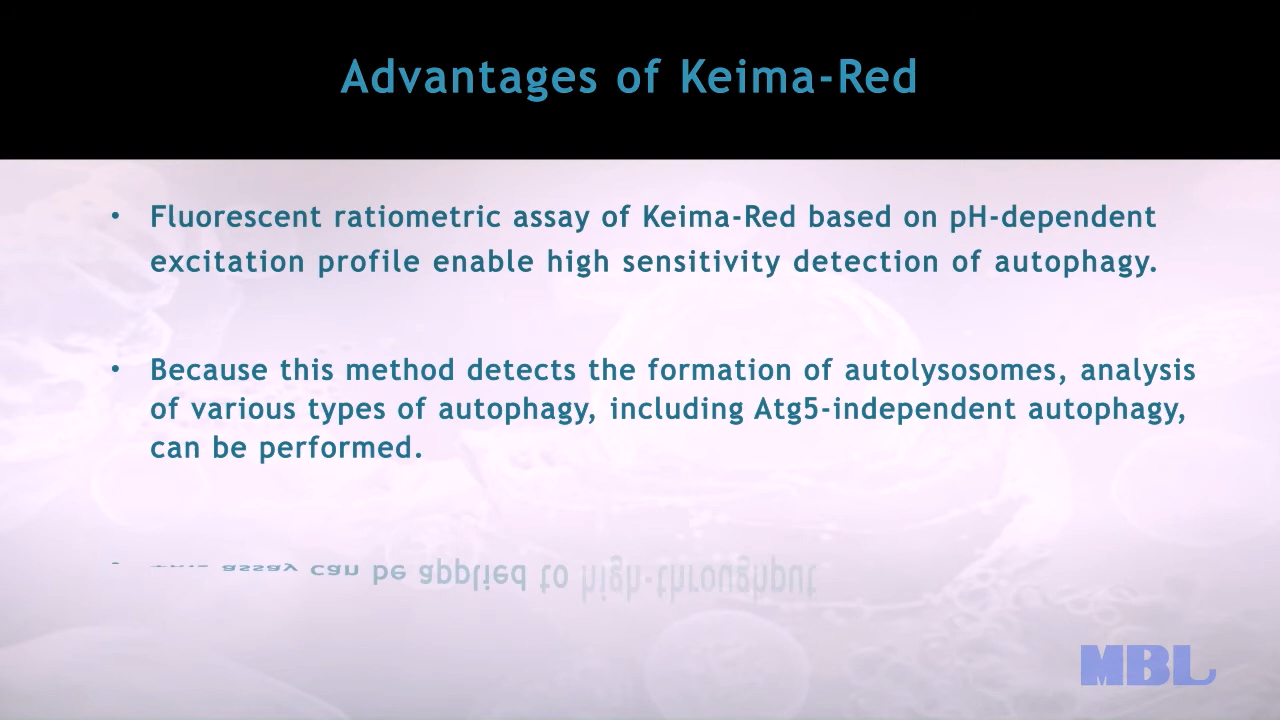 Advantages of Keima-Red
• Fluorescent ratiometric assay of Keima-Red based on pH-dependent
excitation profile enable high sensitivity detection of autophagy.
• Because this method detects the formation of autolysosomes, analysis
of various types of autophagy, including Atg5-independent autophagy,
can be performed.
assay can be applied to high-throughput
MBL